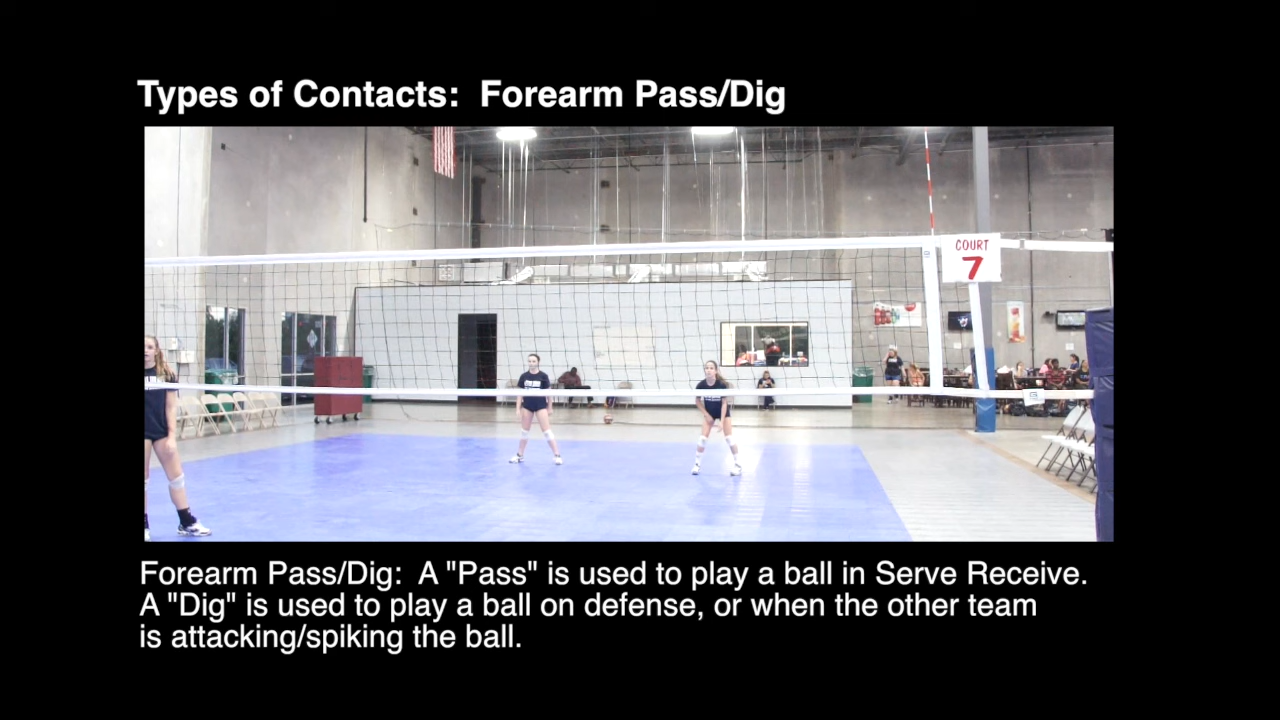 Types of Contacts:  Forearm Pass/Dig
COURT
7
Forearm Pass/Dig:  A "Pass" is used to play a ball in Serve Receive.
A "Dig" is used to play a ball on defense, or when the other team
is attacking/spiking the ball.